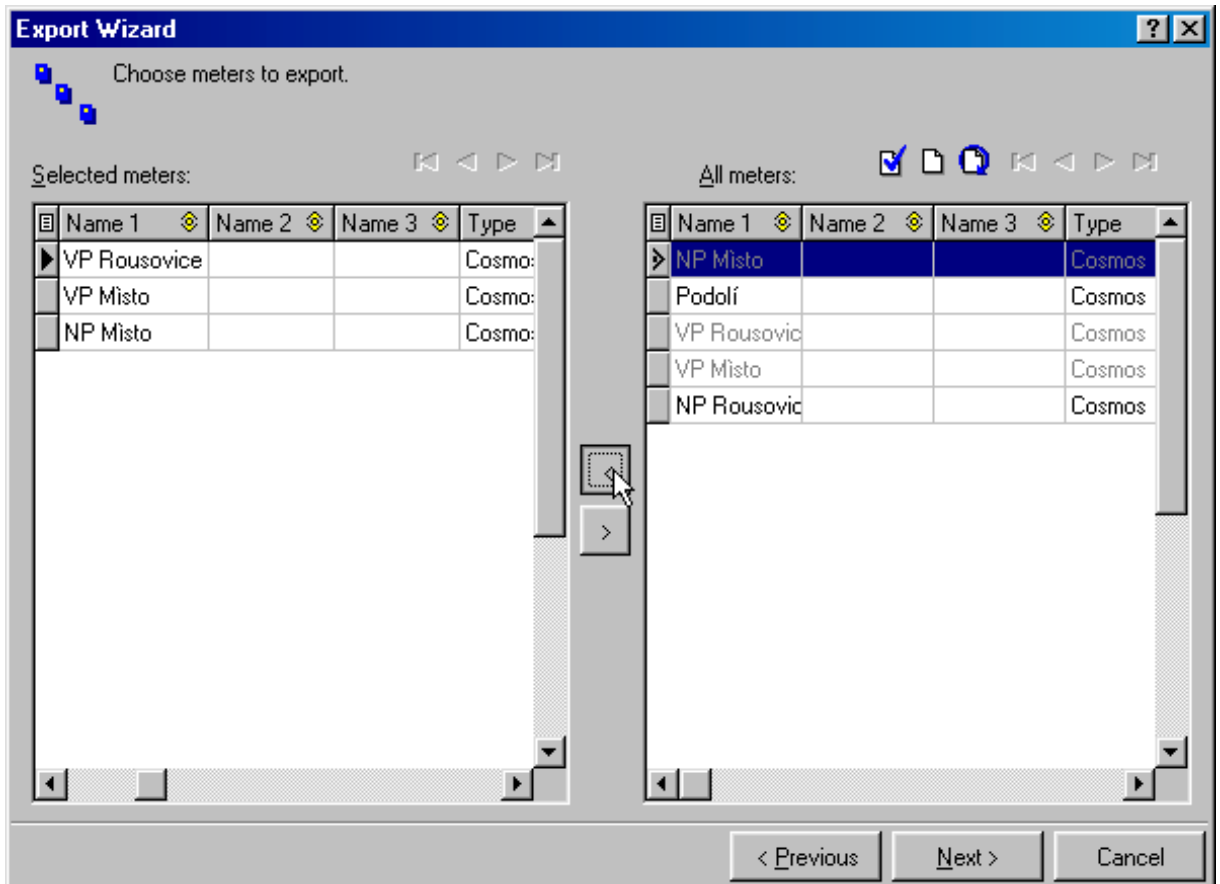 Export Wizard
Choose meters to export.
Selected meters:
All meters:
Name 1 Name 2 Name 3 Type
VP Rousovice Cosmos
VP Mìsto Cosmos
NP Mìsto Cosmos
Name 1 Name 2 Name 3 Type
NP Mìsto Cosmos
Podolí Cosmos
VP Rousovic Cosmos
VP Mìsto Cosmos
NP Rousovic Cosmos
<
>
< Previous
Next >
Cancel